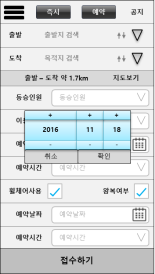 즉시 예약 공지
출발 출발지 검색
도착 목적지 검색
출발 ~ 도착 약 1.7km 지도보기
동승인원 동승인원
+ + +
2016 11 18
- - -
취소 확인
예약시간 예약시간
휠체어사용 왕복여부
예약날짜 예약날짜
예약시간 예약시간
접수하기